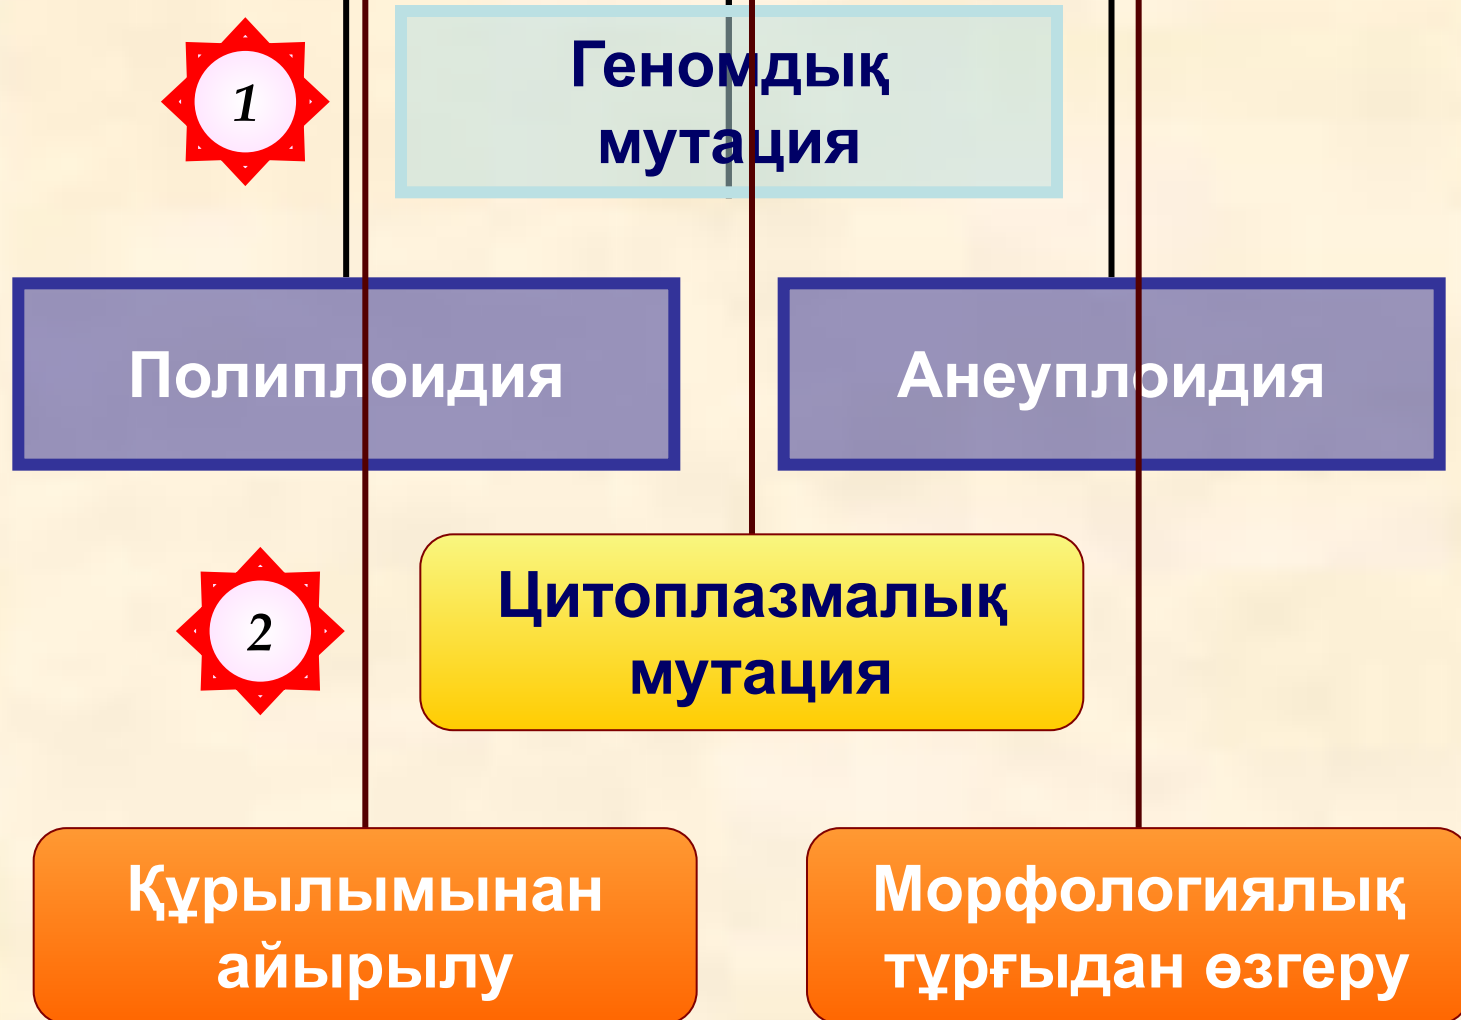 1
Геномдық
мутация
Полиплоидия
Анеуплоидия
2
Цитоплазмалық
мутация
Құрылымынан
айырылу
Морфологиялық
тұрғыдан өзгеру